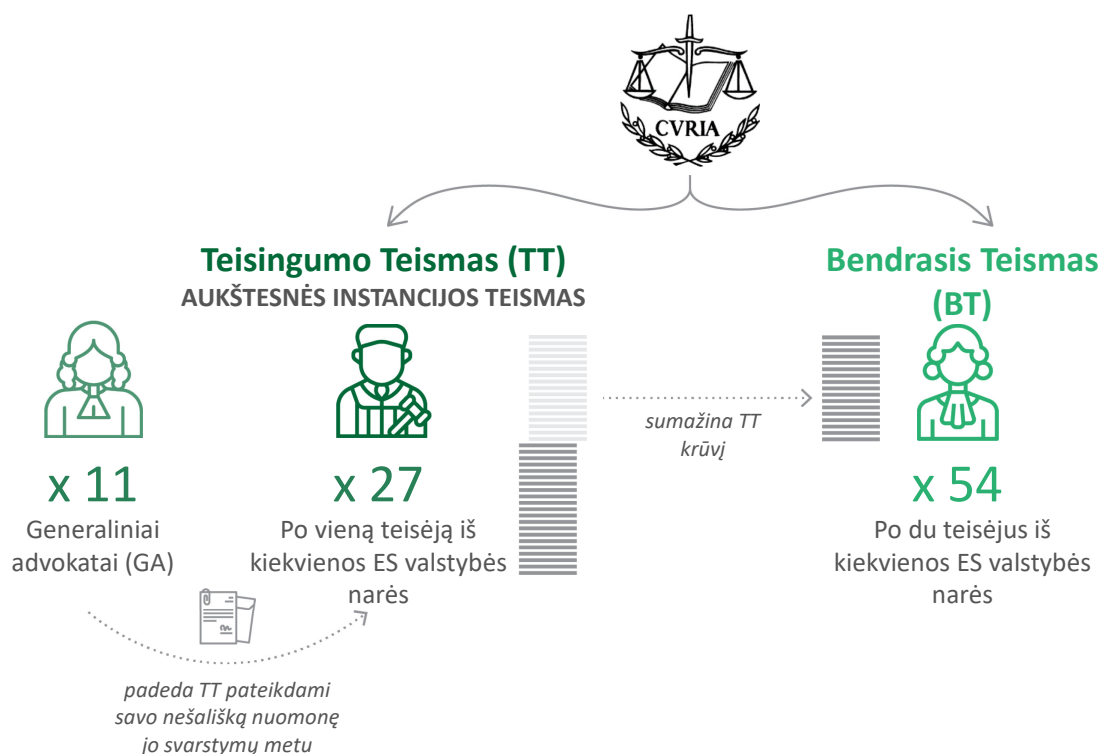 CVRIA
Teisingumo Teismas (TT)
AUKŠTESNĖS INSTANCIJOS TEISMAS
Bendrasis Teismas
(BT)
sumažina TT
krūvį
x 11
Generaliniai
advokatai (GA)
x 27
Po vieną teisėją iš
kiekvienos ES valstybės
narės
x 54
Po du teisėjus iš
kiekvienos ES valstybės
narės
padeda TT pateikdami
savo nešališką nuomonę
jo svarstymų metu